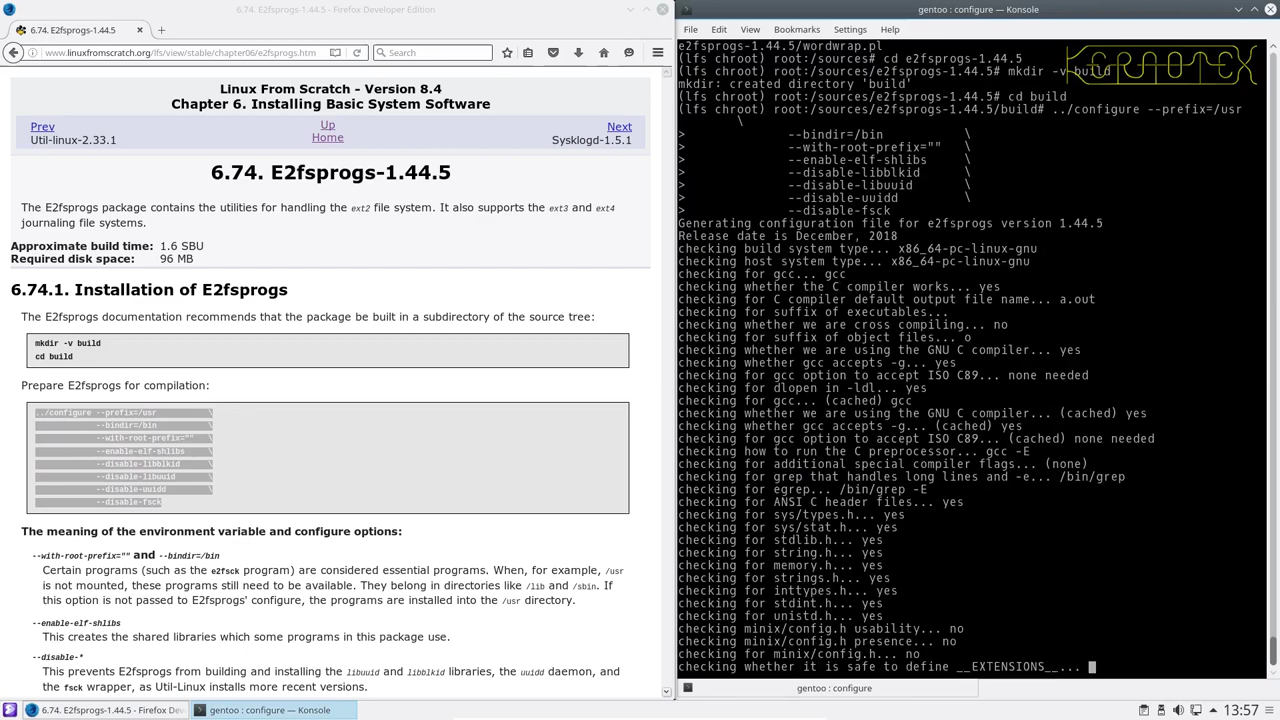 6.74. E2fsprogs-1.44.5 - Firefox Developer Edition
6.74. E2fsprogs-1.44.5
www.linuxfromscratch.org/lfs/view/stable/chapter06/e2fsprogs.htm
Search
Linux From Scratch - Version 8.4
Chapter 6. Installing Basic System Software
Prev
Up
Next
Util-linux-2.33.1
Home
Sysklogd-1.5.1
6.74. E2fsprogs-1.44.5
The E2fsprogs package contains the utilities for handling the ext2 file system. It also supports the ext3 and ext4
journaling file systems.
Approximate build time: 1.6 SBU
Required disk space: 96 MB
6.74.1. Installation of E2fsprogs
The E2fsprogs documentation recommends that the package be built in a subdirectory of the source tree:
mkdir -v build
cd build
Prepare E2fsprogs for compilation:
../configure --prefix=/usr \
--bindir=/bin \
--with-root-prefix="" \
--enable-elf-shlibs \
--disable-libblkid \
--disable-libuuid \
--disable-uuidd \
--disable-fsck
The meaning of the environment variable and configure options:
--with-root-prefix="" and --bindir=/bin
Certain programs (such as the e2fsck program) are considered essential programs. When, for example, /usr
is not mounted, these programs still need to be available. They belong in directories like /lib and /sbin. If
this option is not passed to E2fsprogs' configure, the programs are installed into the /usr directory.
--enable-elf-shlibs
This creates the shared libraries which some programs in this package use.
--disable-*
This prevents E2fsprogs from building and installing the libuuid and libblkid libraries, the uuidd daemon, and
the fsck wrapper, as Util-Linux installs more recent versions.
gentoo : configure — Konsole
File Edit View Bookmarks Settings Help
e2fsprogs-1.44.5/wordwrap.pl
(lfs chroot) root:/sources# cd e2fsprogs-1.44.5
(lfs chroot) root:/sources/e2fsprogs-1.44.5# mkdir -v build
mkdir: created directory 'build'
(lfs chroot) root:/sources/e2fsprogs-1.44.5# cd build
(lfs chroot) root:/sources/e2fsprogs-1.44.5/build# ../configure --prefix=/usr
\
> --bindir=/bin \
> --with-root-prefix="" \
> --enable-elf-shlibs \
> --disable-libblkid \
> --disable-libuuid \
> --disable-uuidd \
> --disable-fsck
Generating configuration file for e2fsprogs version 1.44.5
Release date is December, 2018
checking build system type... x86_64-pc-linux-gnu
checking host system type... x86_64-pc-linux-gnu
checking for gcc... gcc
checking whether the C compiler works... yes
checking for C compiler default output file name... a.out
checking for suffix of executables...
checking whether we are cross compiling... no
checking for suffix of object files... o
checking whether we are using the GNU C compiler... yes
checking whether gcc accepts -g... yes
checking for gcc option to accept ISO C89... none needed
checking for dlopen in -ldl... yes
checking for gcc... (cached) gcc
checking whether we are using the GNU C compiler... (cached) yes
checking whether gcc accepts -g... (cached) yes
checking for gcc option to accept ISO C89... (cached) none needed
checking how to run the C preprocessor... gcc -E
checking for additional special compiler flags... (none)
checking for grep that handles long lines and -e... /bin/grep
checking for egrep... /bin/grep -E
checking for ANSI C header files... yes
checking for sys/types.h... yes
checking for sys/stat.h... yes
checking for stdlib.h... yes
checking for string.h... yes
checking for memory.h... yes
checking for strings.h... yes
checking for inttypes.h... yes
checking for stdint.h... yes
checking for unistd.h... yes
checking minix/config.h usability... no
checking minix/config.h presence... no
checking for minix/config.h... no
checking whether it is safe to define __EXTENSIONS__...
gentoo : configure
6.74. E2fsprogs-1.44.5 - Firefox Dev
gentoo : configure — Konsole
13:57